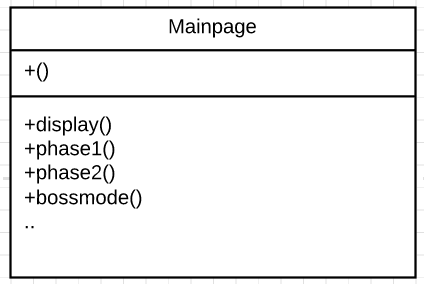 Mainpage
+()
+display()
+phase1()
+phase2()
+bossmode()
..